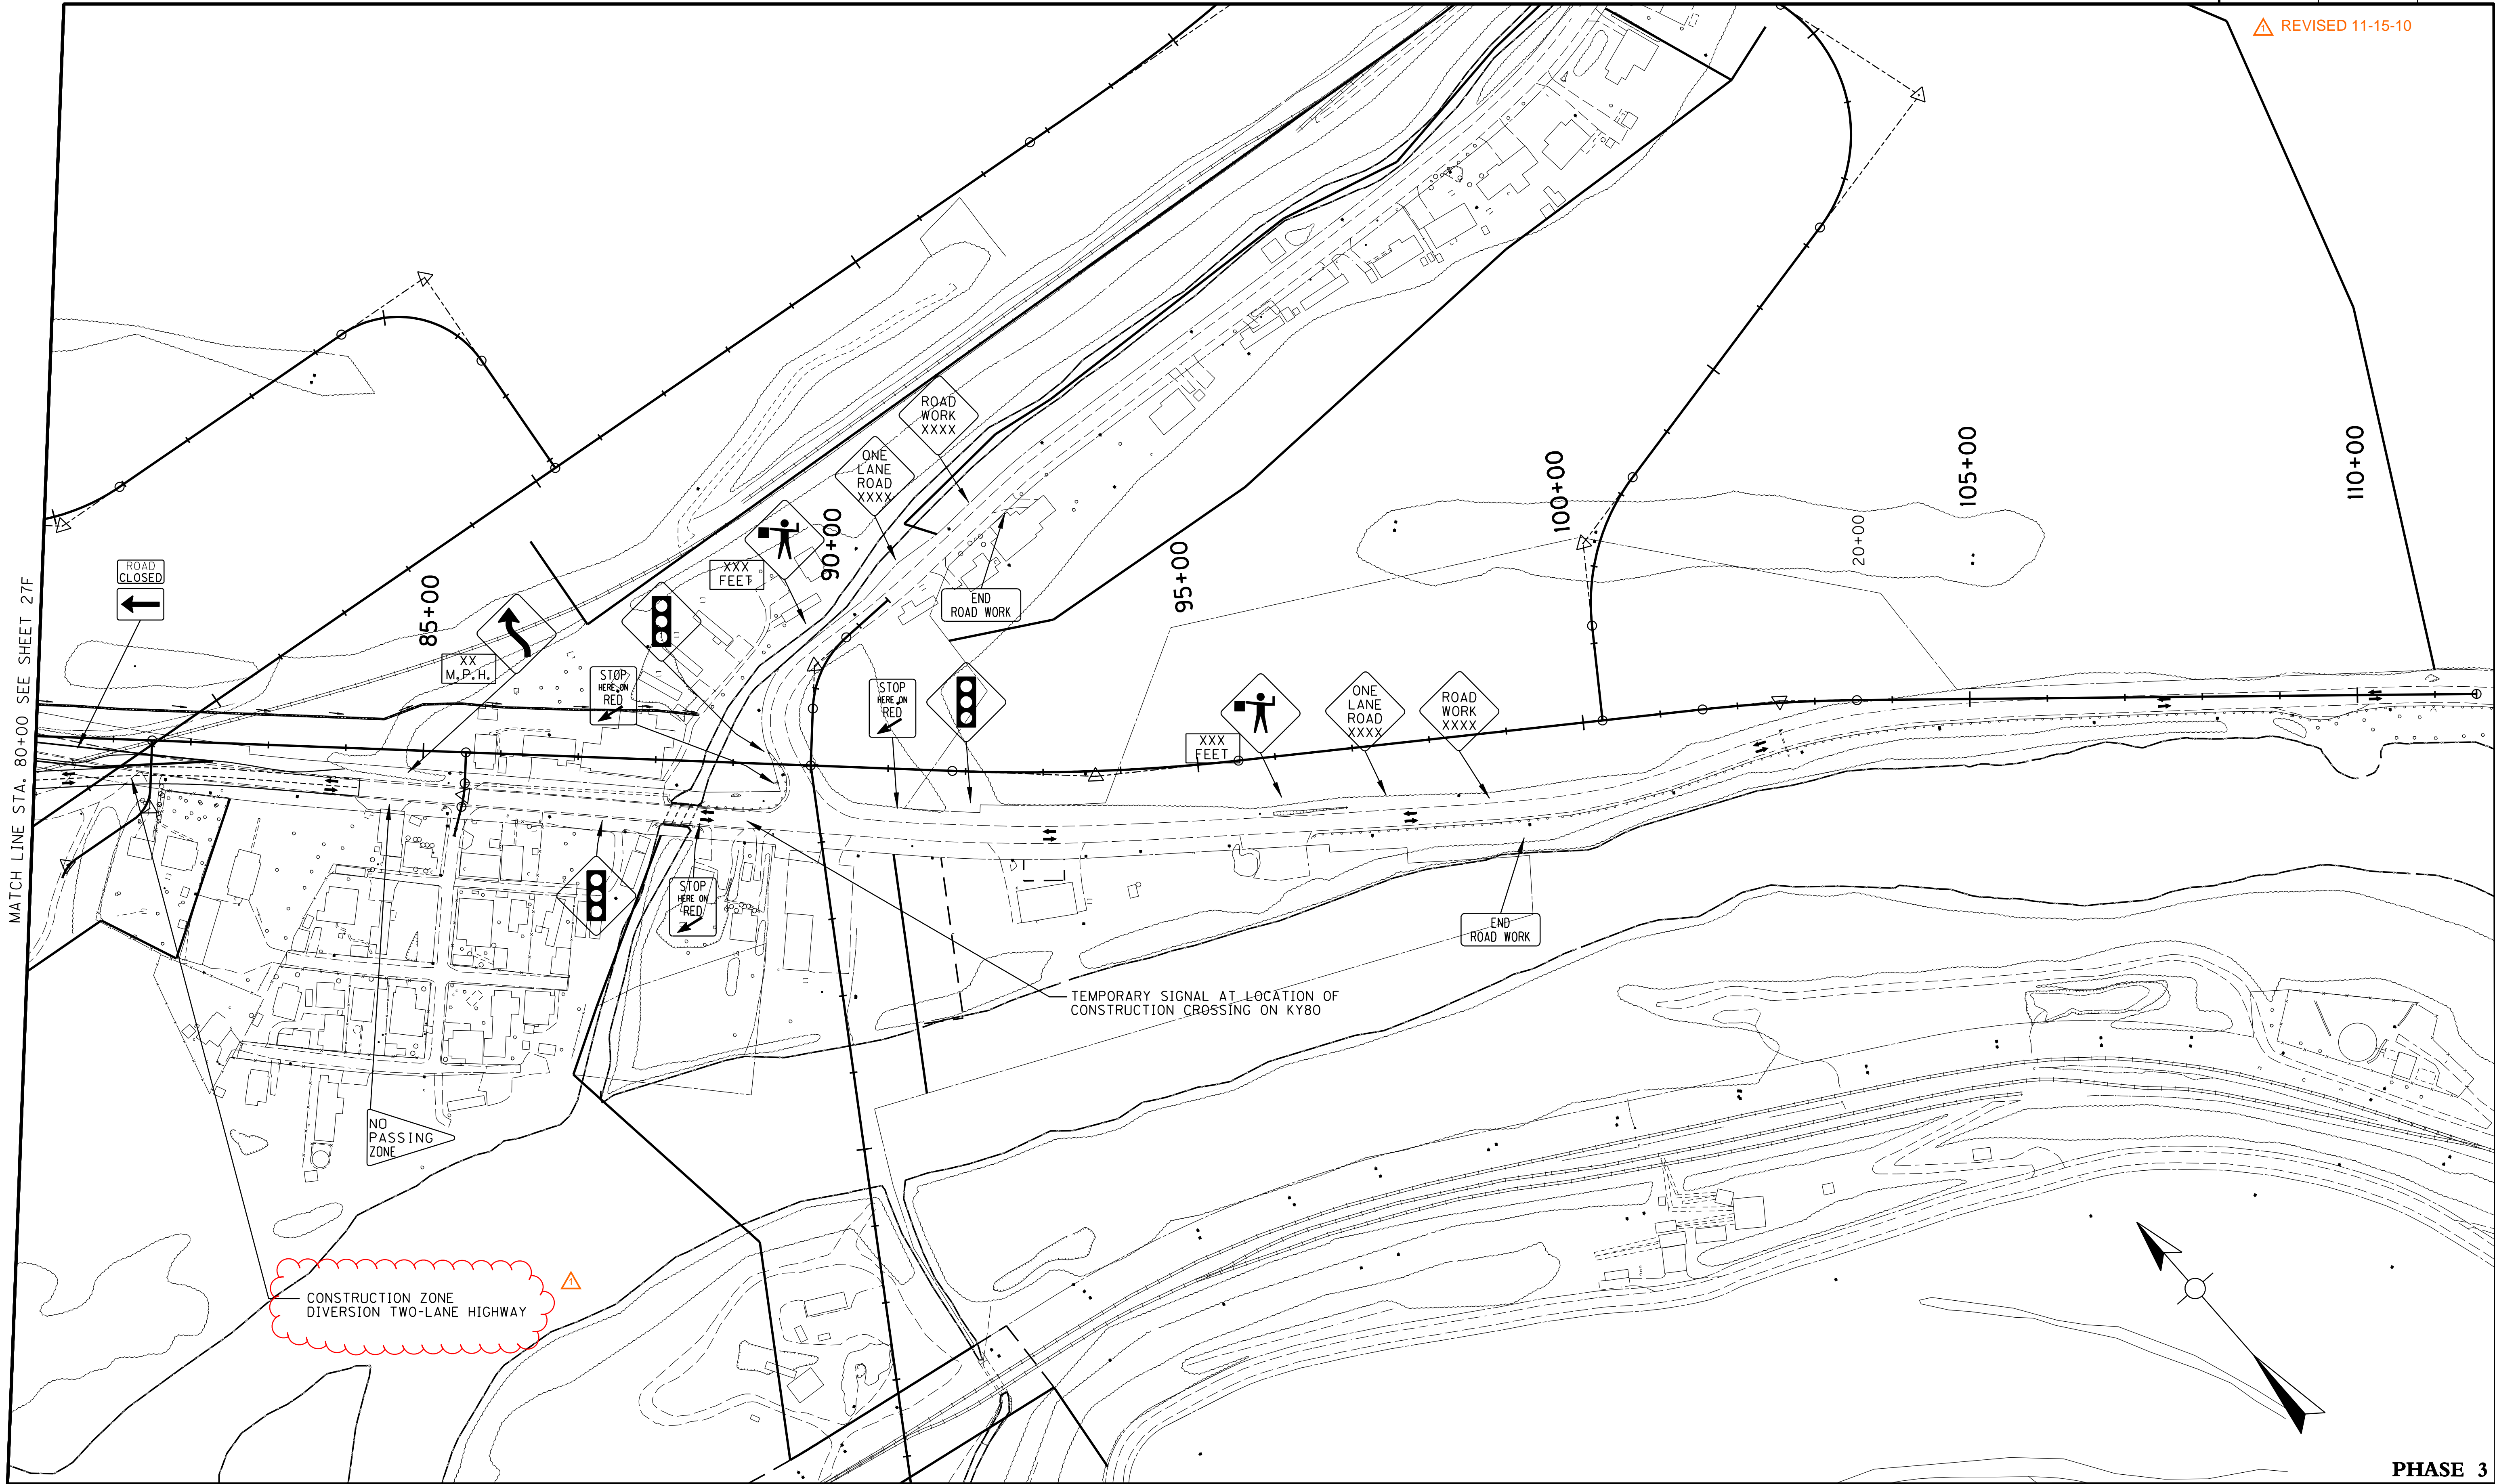 REVISED 11-15-10
1
MATCH LINE STA. 80+00 SEE SHEET 27F
ROAD
CLOSED
85+00
XX
M.P.H.
STOP
HERE ON
RED
XXX
FEET
90+00
ONE
LANE
ROAD
XXXX
ROAD
WORK
XXXX
END
ROAD WORK
STOP
HERE ON
RED
95+00
XXX
FEET
ONE
LANE
ROAD
XXXX
ROAD
WORK
XXXX
100+00
20+00
105+00
110+00
STOP
HERE ON
RED
END
ROAD WORK
TEMPORARY SIGNAL AT LOCATION OF
CONSTRUCTION CROSSING ON KY80
NO
PASSING
ZONE
CONSTRUCTION ZONE
DIVERSION TWO-LANE HIGHWAY
1
PHASE 3